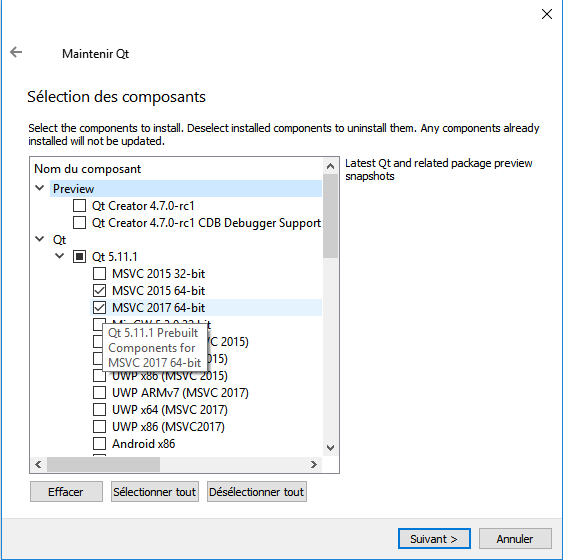 Maintenir Qt
Sélection des composants
Select the components to install. Deselect installed components to uninstall them. Any components already
installed will not be updated.
Nom du composant
Preview
Qt Creator 4.7.0-rc1
Qt Creator 4.7.0-rc1 CDB Debugger Support
Qt
Qt 5.11.1
MSVC 2015 32-bit
MSVC 2015 64-bit
MSVC 2017 64-bit
Qt 5.11.1 Prebuilt
Components for
MSVC 2017 64-bit
(MSVC 2015)
2015)
UWP x86 (MSVC 2015)
UWP ARMv7 (MSVC 2017)
UWP x64 (MSVC 2017)
UWP x86 (MSVC2017)
Android x86
Latest Qt and related package preview
snapshots
Effacer
Sélectionner tout
Désélectionner tout
Suivant >
Annuler